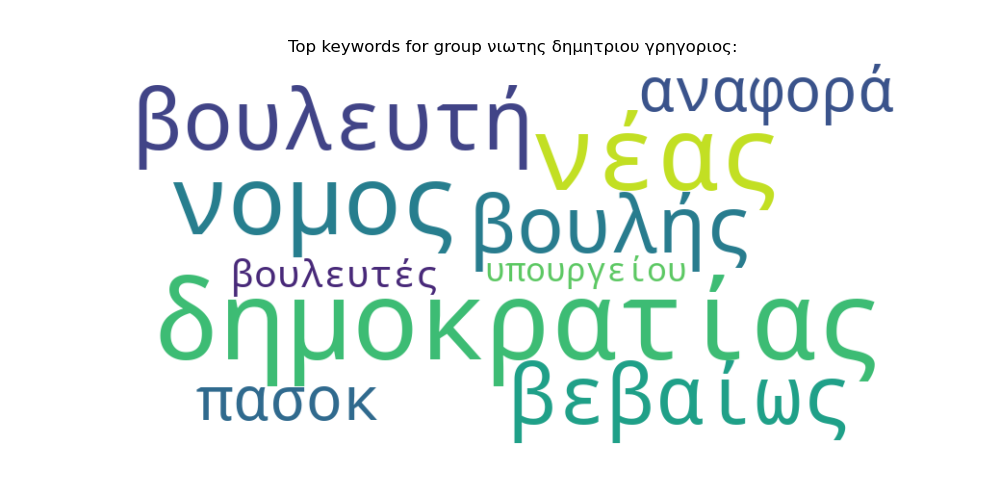 Top keywords for group νιωτης δημητριου γρηγοριος:
αναφορά
βουλευτή
νέας
νομος
βουλής
βουλευτές
υπουργείου
δημοκρατίας
πασοκ
βεβαίως